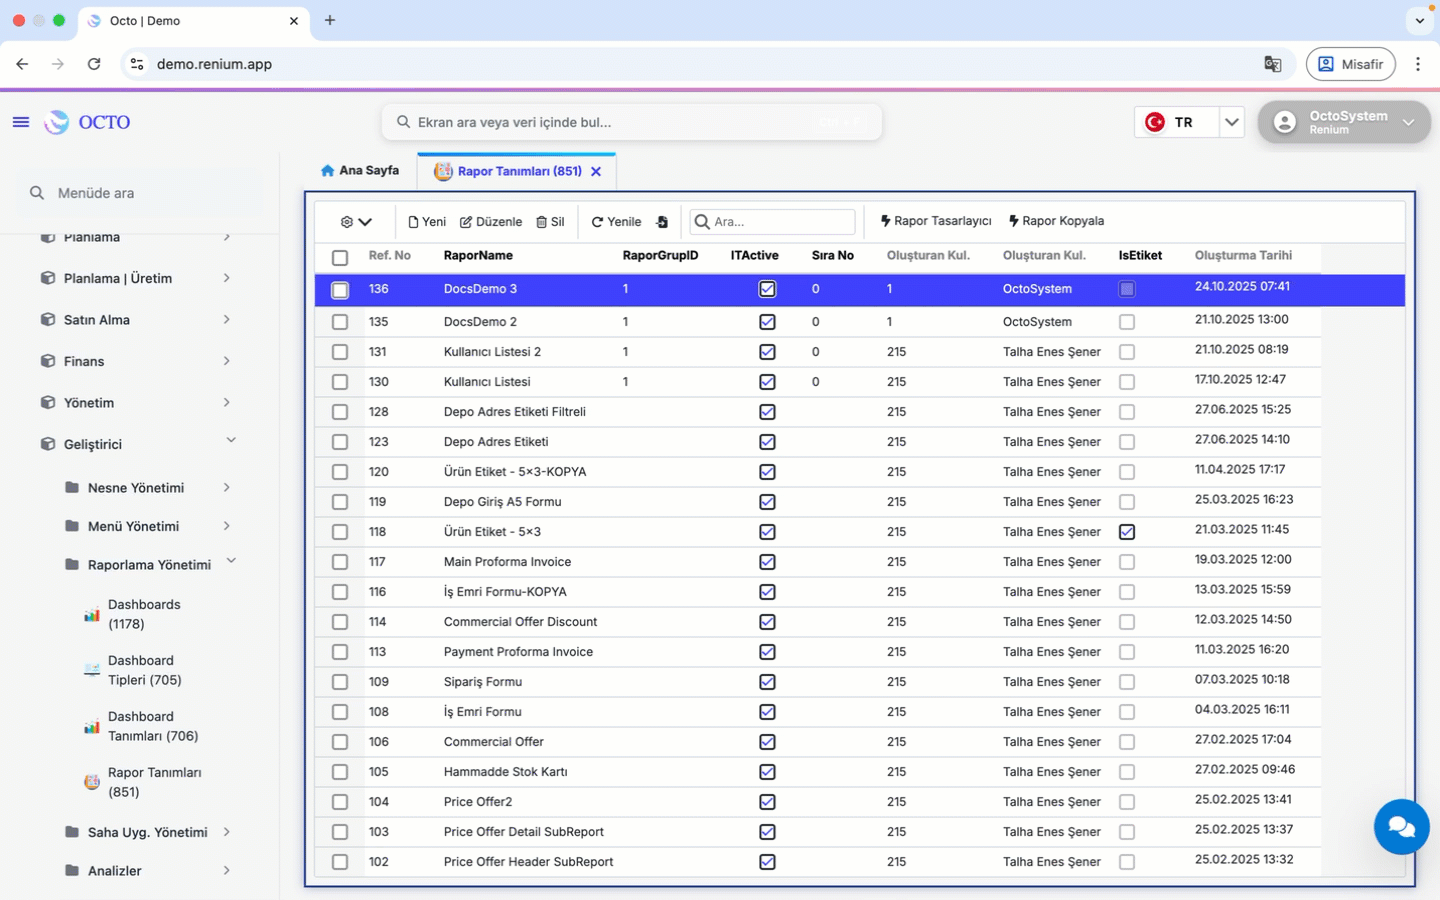 Octo | Demo
demo.renium.app
Misafir
OCTO
Ekran ara veya veri içinde bul...
TR
OctoSystem
Renium
Menüde ara
Planlama
Planlama | Üretim
Satın Alma
Finans
Yönetim
Geliştirici
Nesne Yönetimi
Menü Yönetimi
Raporlama Yönetimi
Dashboards
(1178)
Dashboard
Tipleri (705)
Dashboard
Tanımları (706)
Rapor Tanımları
(851)
Saha Uyg. Yönetimi
Analizler
Ana Sayfa
Rapor Tanımları (851)
Yeni Düzenle Sil Yenile Ara... Rapor Tasarlayıcı Rapor Kopyala
Ref. No RaporName RaporGrupID ITActive Sıra No Oluşturan Kul. Oluşturan Kul. IsEtiket Oluşturma Tarihi
136 DocsDemo 3 1 0 1 OctoSystem 24.10.2025 07:41
135 DocsDemo 2 1 0 1 OctoSystem 21.10.2025 13:00
131 Kullanıcı Listesi 2 1 0 215 Talha Enes Şener 21.10.2025 08:19
130 Kullanıcı Listesi 1 0 215 Talha Enes Şener 17.10.2025 12:47
128 Depo Adres Etiketi Filtreli 215 Talha Enes Şener 27.06.2025 15:25
123 Depo Adres Etiketi 215 Talha Enes Şener 27.06.2025 14:10
120 Ürün Etiket - 5x3-KOPYA 215 Talha Enes Şener 11.04.2025 17:17
119 Depo Giriş A5 Formu 215 Talha Enes Şener 25.03.2025 16:23
118 Ürün Etiket - 5x3 215 Talha Enes Şener 21.03.2025 11:45
117 Main Proforma Invoice 215 Talha Enes Şener 19.03.2025 12:00
116 İş Emri Formu-KOPYA 215 Talha Enes Şener 13.03.2025 15:59
114 Commercial Offer Discount 215 Talha Enes Şener 12.03.2025 14:50
113 Payment Proforma Invoice 215 Talha Enes Şener 11.03.2025 16:20
109 Sipariş Formu 215 Talha Enes Şener 07.03.2025 10:18
108 İş Emri Formu 215 Talha Enes Şener 04.03.2025 16:11
106 Commercial Offer 215 Talha Enes Şener 27.02.2025 17:04
105 Hammadde Stok Kartı 215 Talha Enes Şener 27.02.2025 09:46
104 Price Offer2 215 Talha Enes Şener 25.02.2025 13:41
103 Price Offer Detail SubReport 215 Talha Enes Şener 25.02.2025 13:37
102 Price Offer Header SubReport 215 Talha Enes Şener 25.02.2025 13:32